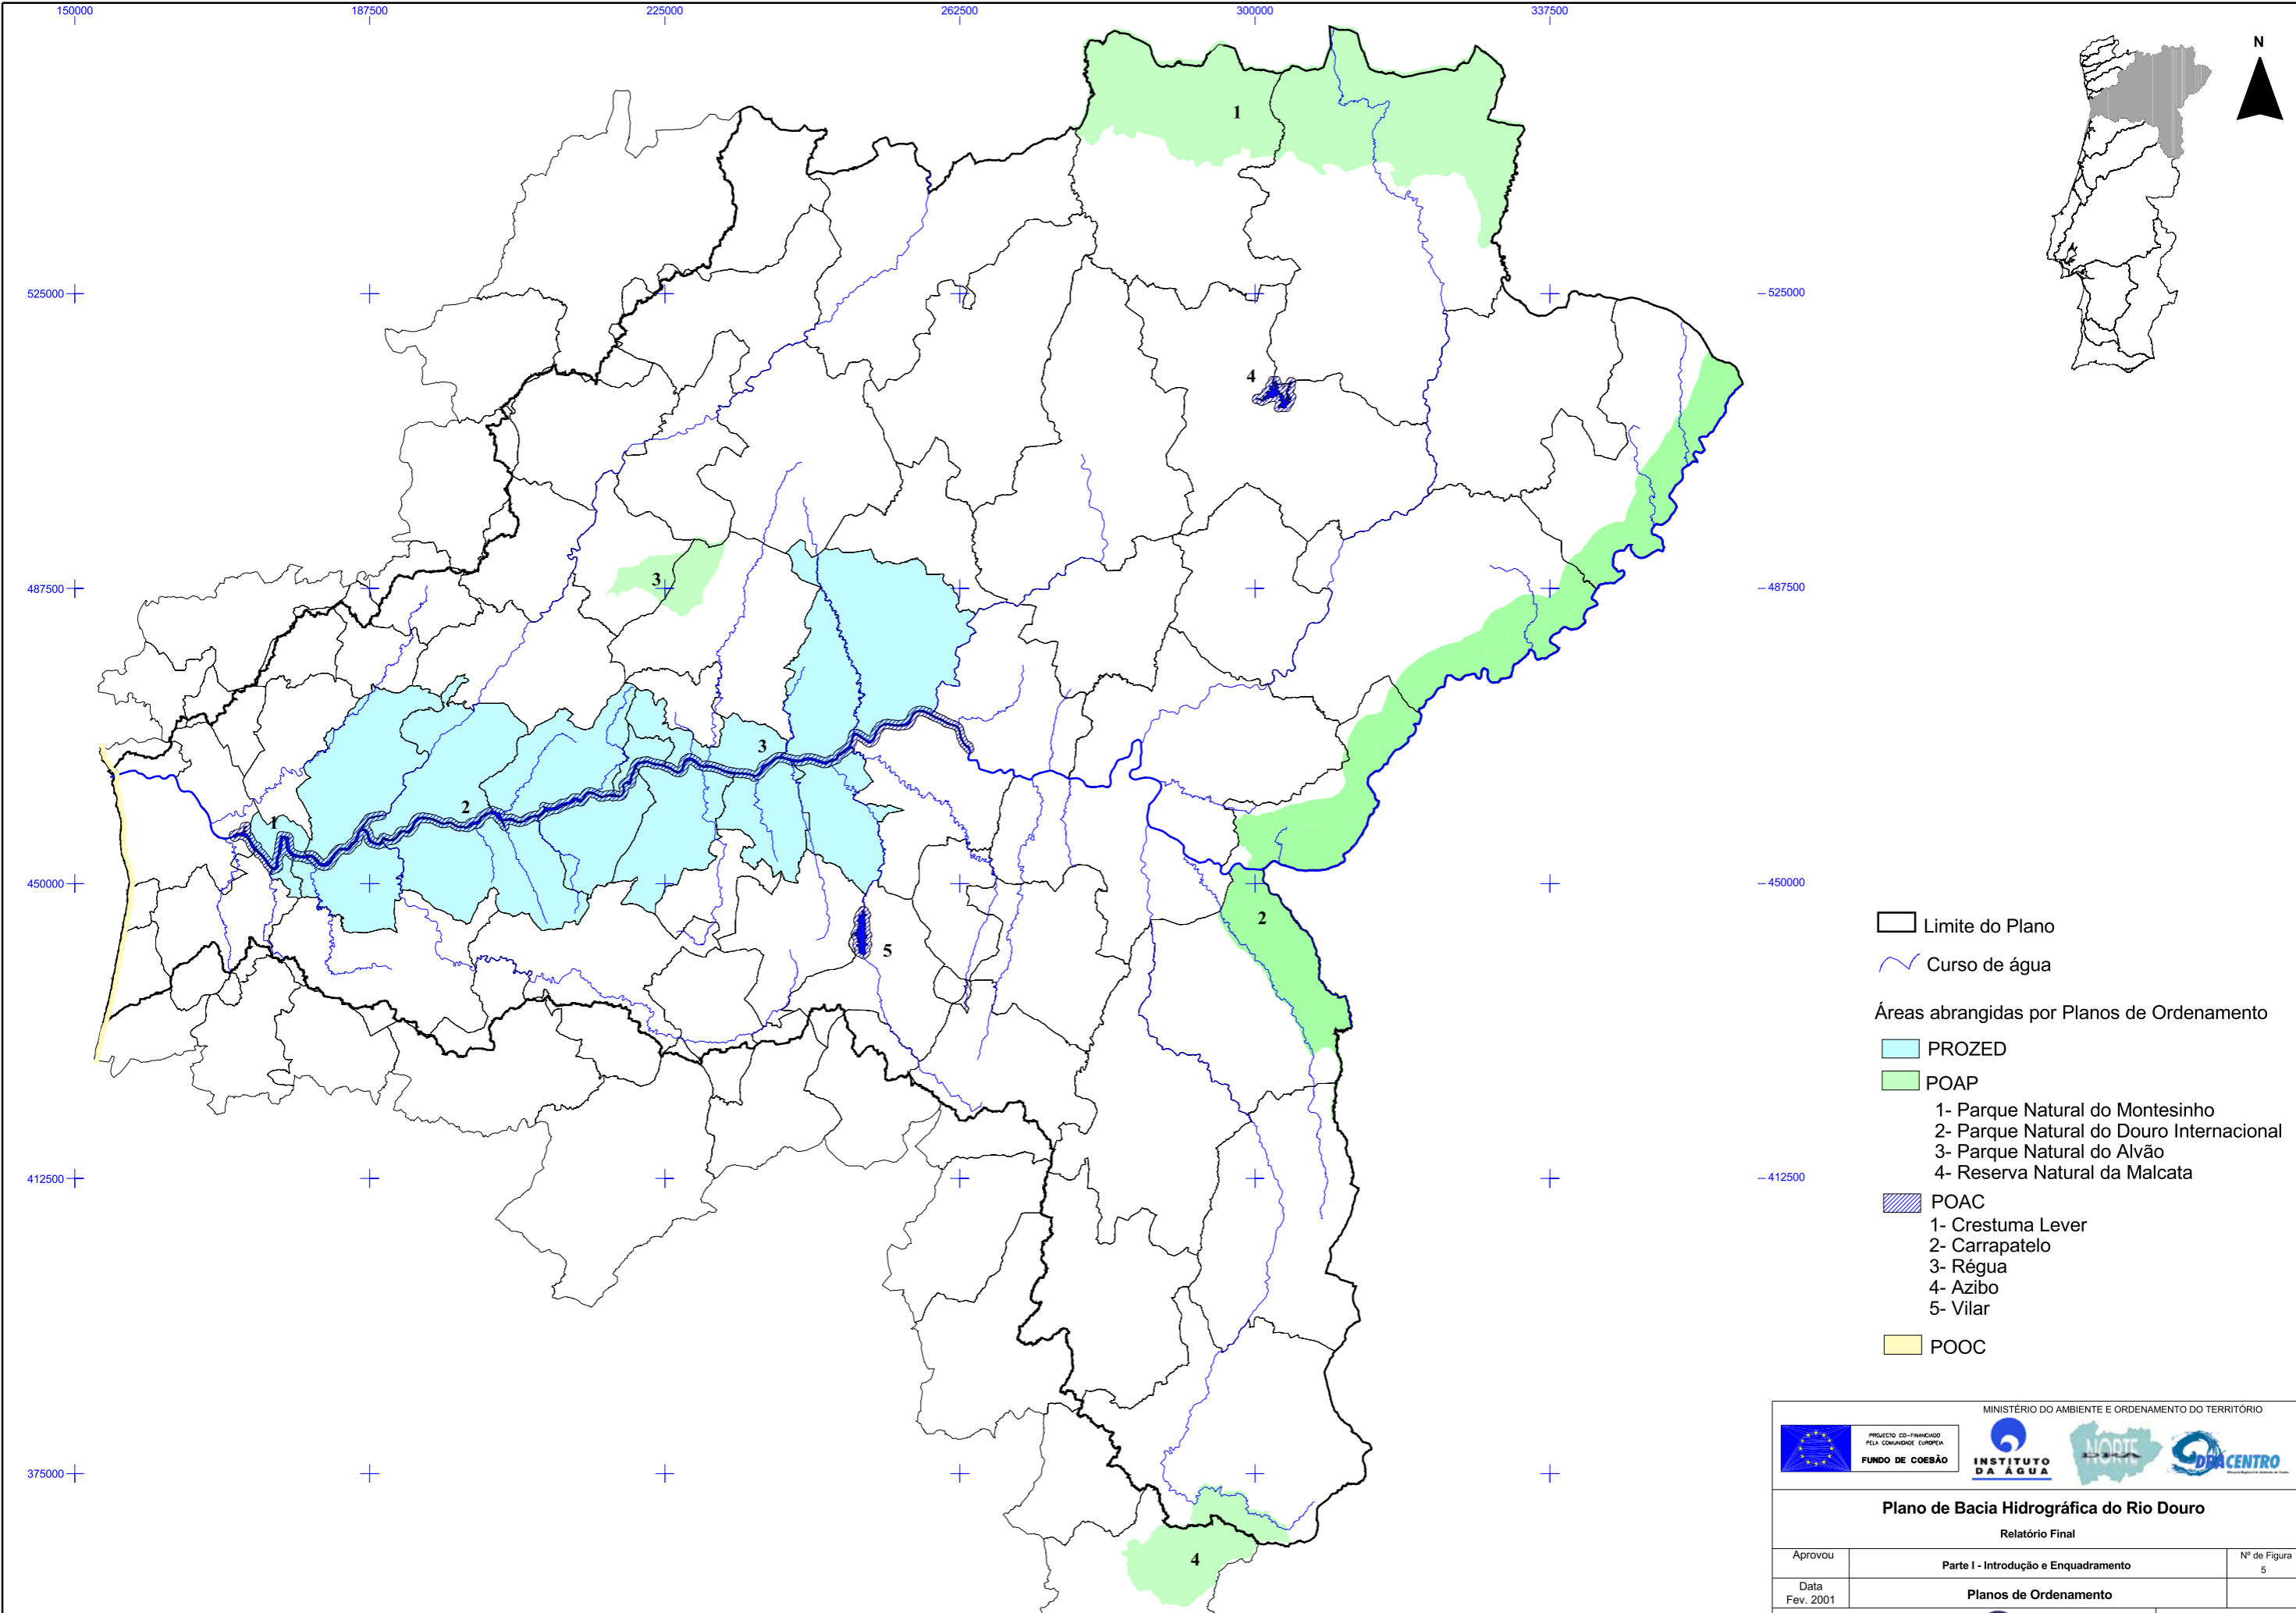 150000 187500 225000 262500 300000 337500
N
1
525000 525000
4
3
487500 487500
3
2
1
450000 450000
2
5
412500 412500
375000
4
Limite do Plano
Curso de água
Áreas abrangidas por Planos de Ordenamento
PROZED
POAP
1- Parque Natural do Montesinho
2- Parque Natural do Douro Internacional
3- Parque Natural do Alvão
4- Reserva Natural da Malcata
POAC
1- Crestuma Lever
2- Carrapatelo
3- Régua
4- Azibo
5- Vilar
POOC
MINISTÉRIO DO AMBIENTE E ORDENAMENTO DO TERRITÓRIO
PROJECTO CO-FINANCIADO
PELA COMUNIDADE EUROPEIA
FUNDO DE COESÃO
INSTITUTO
DA ÁGUA
NORTE
DRA
DRACENTRO
Plano de Bacia Hidrográfica do Rio Douro
Relatório Final
Aprovou
Parte I - Introdução e Enquadramento
Nº de Figura
5
Data
Fev. 2001
Planos de Ordenamento